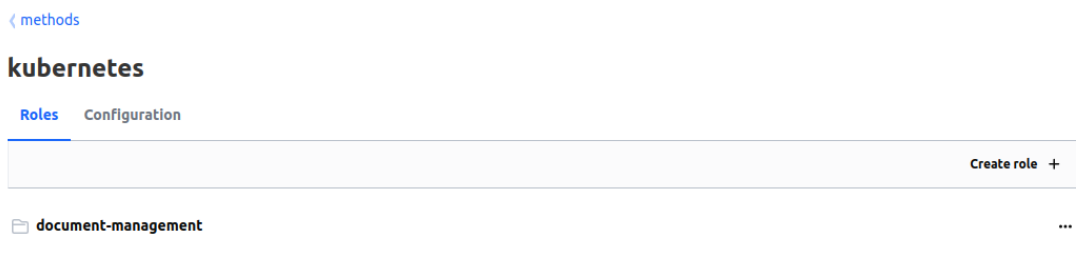 methods
kubernetes
Roles Configuration
Create role +
document-management